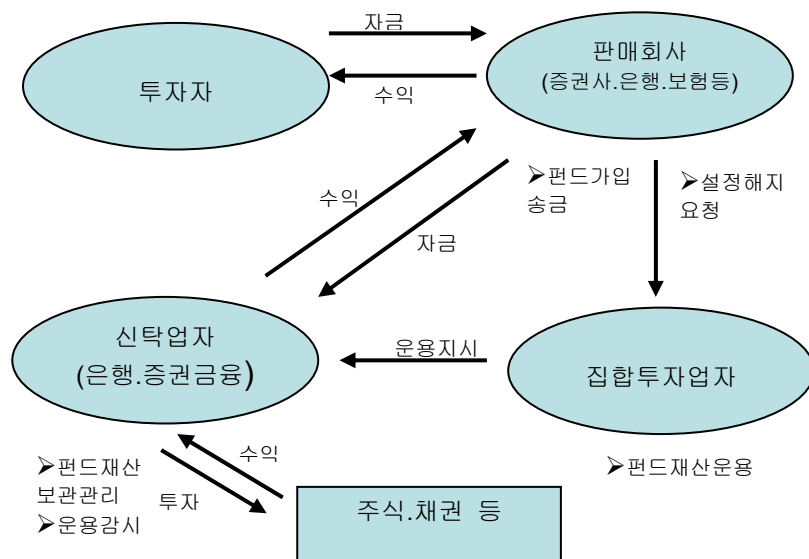 자금
판매회사
(증권사.은행.보험등)
투자자
수익
➢펀드가입
송금
➢설정해지
요청
수익
자금
신탁업자
(은행.증권금융)
운용지시
집합투자업자
➢펀드재산
보관관리
➢운용감시
수익
투자
➢펀드재산운용
주식.채권 등